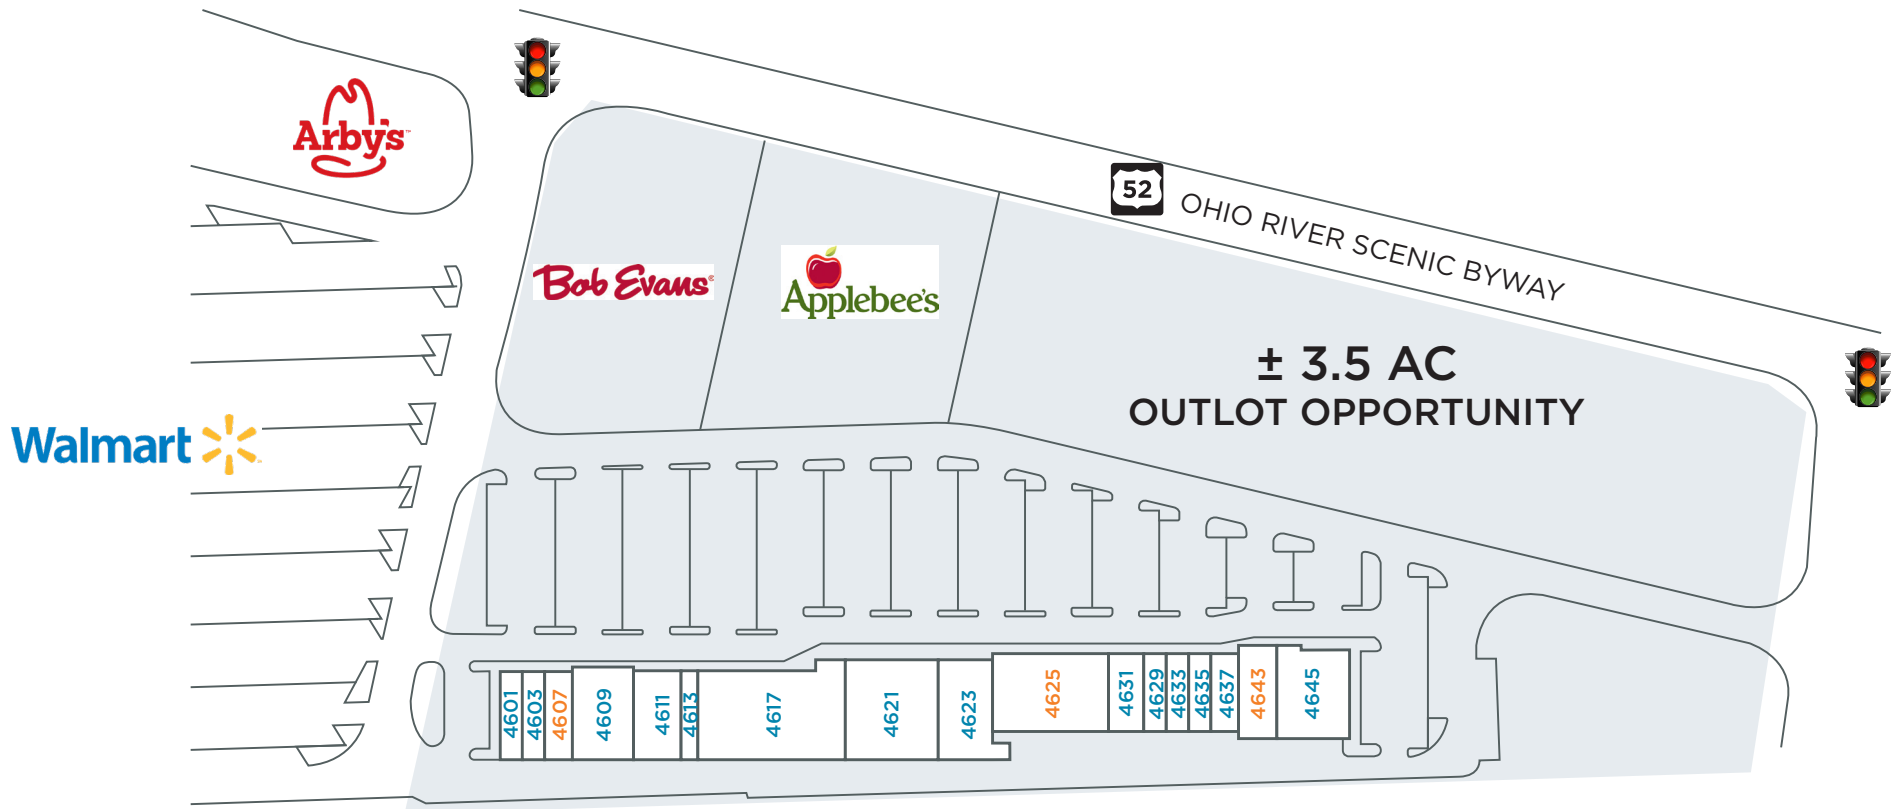 Arby's™
52
OHIO RIVER SCENIC BYWAY
Bob Evans®
Applebee's
± 3.5 AC
OUTLOT OPPORTUNITY
Walmart
4601
4603
4607
4609
4611
4613
4617
4621
4623
4625
4631
4629
4633
4635
4637
4643
4645